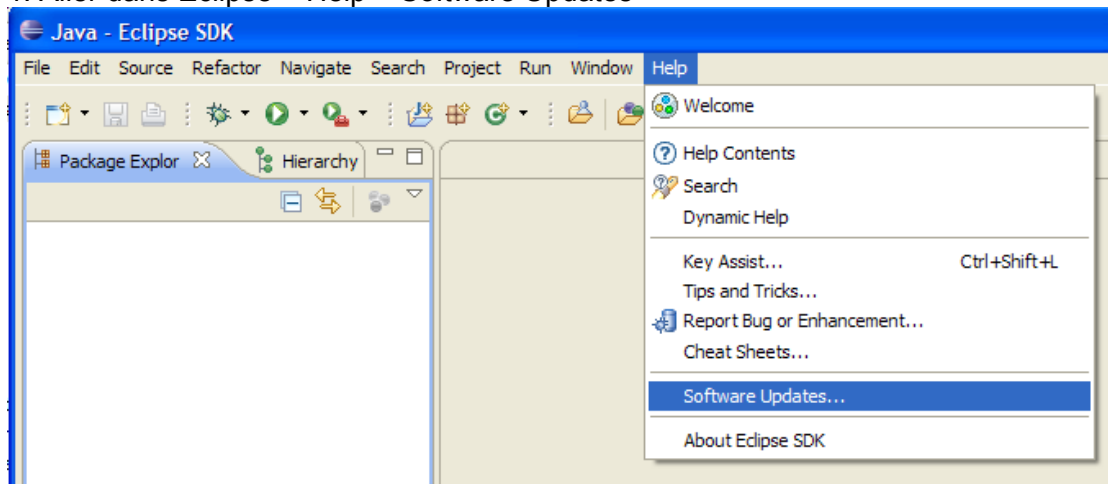 Java - Eclipse SDK
File Edit Source Refactor Navigate Search Project Run Window Help
Welcome
Package Explor Hierarchy
Help Contents
Search
Dynamic Help
Key Assist... Ctrl+Shift+L
Tips and Tricks...
Report Bug or Enhancement...
Cheat Sheets...
Software Updates...
About Eclipse SDK